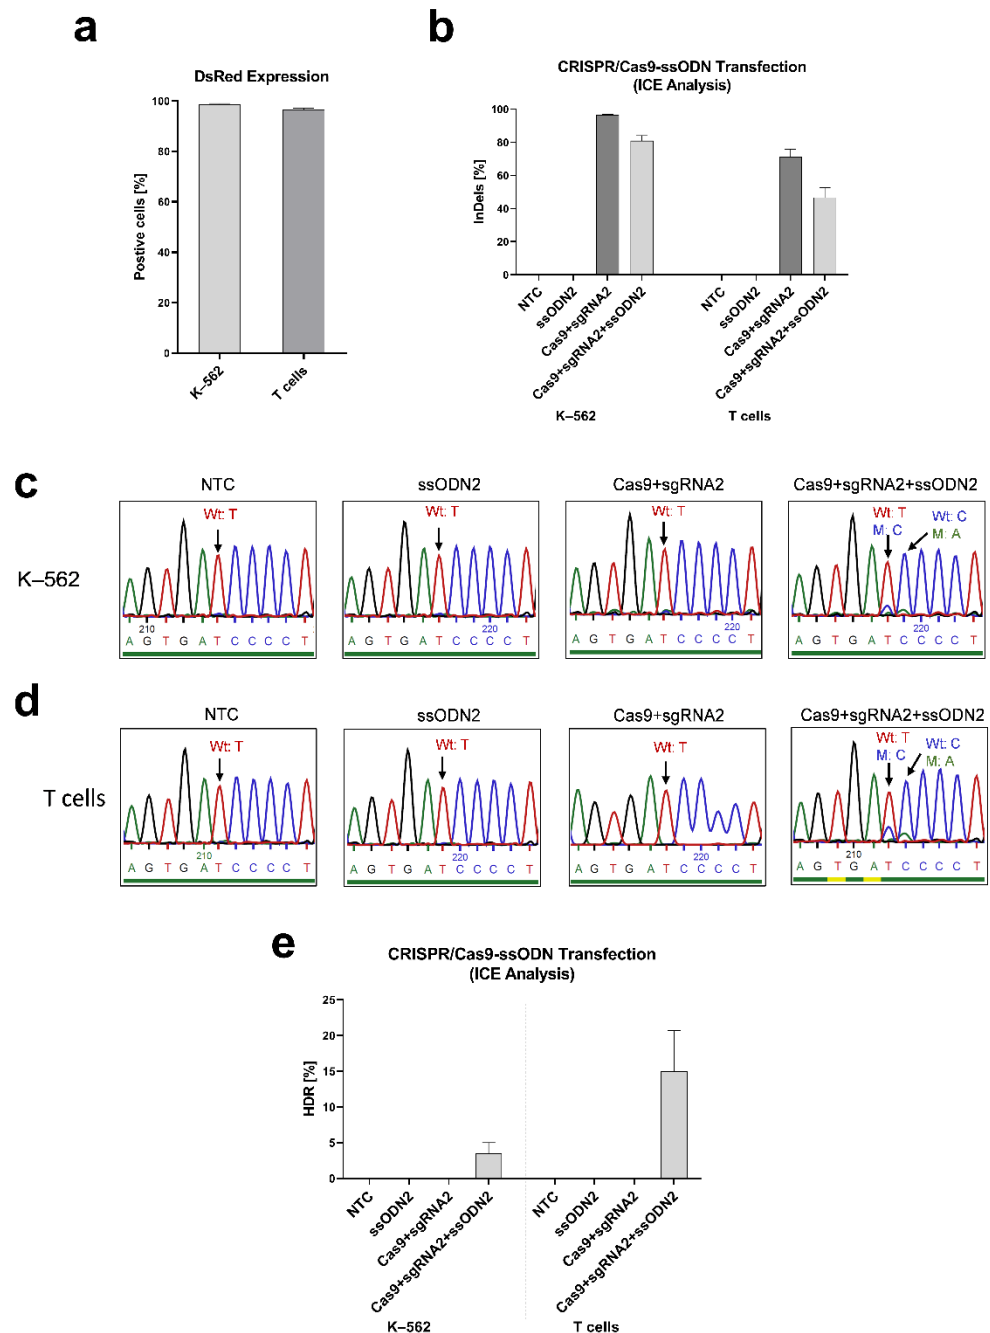 a
DsRed Expression
Postive cells [%]
100
80
60
40
20
0
K–562
T cells
b
CRISPR/Cas9-ssODN Transfection
(ICE Analysis)
InDels [%]
100
80
60
40
20
0
NTC
ssODN2
Cas9+sgRNA2
Cas9+sgRNA2+ssODN2
NTC
ssODN2
Cas9+sgRNA2
Cas9+sgRNA2+ssODN2
K–562
T cells
c
K–562
NTC
Wt: T
210
A G T G A T C C C C T
ssODN2
Wt: T
220
A G T G A T C C C C T
Cas9+sgRNA2
Wt: T
220
A G T G A T C C C C T
Cas9+sgRNA2+ssODN2
Wt: T
M: C
Wt: C
M: A
220
A G T G A T C C C C T
d
T cells
NTC
Wt: T
210
A G T G A T C C C C T
ssODN2
Wt: T
220
A G T G A T C C C C T
Cas9+sgRNA2
Wt: T
220
A G T G A T C C C C T
Cas9+sgRNA2+ssODN2
Wt: T
M: C
Wt: C
M: A
210
A G T G A T C C C C T
e
CRISPR/Cas9-ssODN Transfection
(ICE Analysis)
HDR [%]
25
20
15
10
5
0
NTC
ssODN2
Cas9+sgRNA2
Cas9+sgRNA2+ssODN2
NTC
ssODN2
Cas9+sgRNA2
Cas9+sgRNA2+ssODN2
K–562
T cells